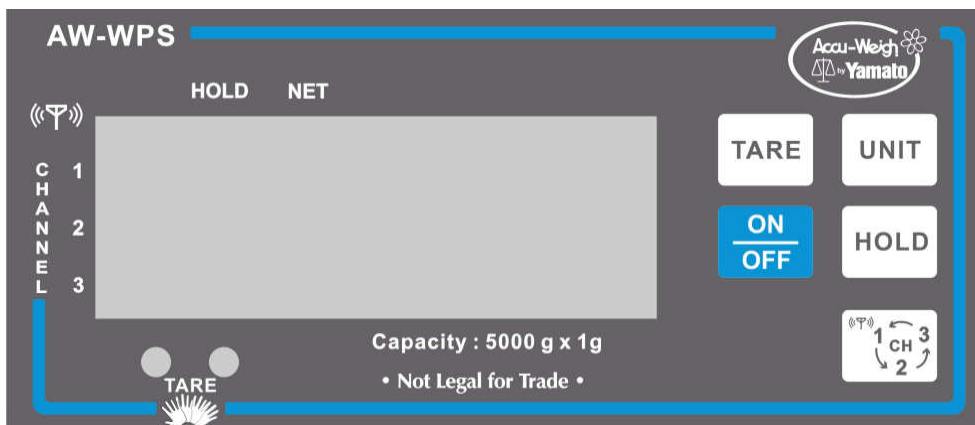 AW-WPS
Accu-Weigh
by Yamato
HOLD NET
CHANNEL
1
2
3
TARE UNIT
ON
OFF
HOLD
1 CH 3
2
Capacity : 5000 g x 1g
• Not Legal for Trade •
TARE